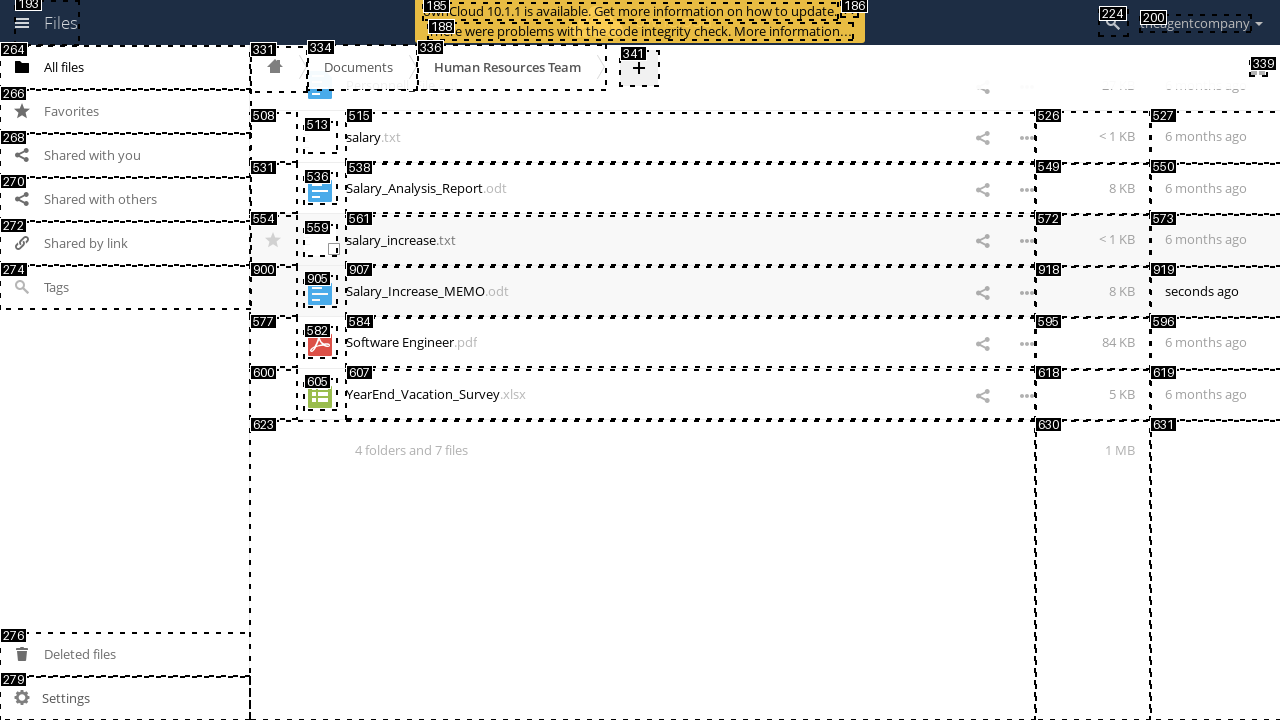 193
Files
185
186
Cloud 10.1.1 is available. Get more information on how to update.
188
were problems with the code integrity check. More information…
224
200
agentcompany
264
All files
266
Favorites
268
Shared with you
270
Shared with others
272
Shared by link
274
Tags
276
Deleted files
279
Settings
331
334
Documents
336
Human Resources Team
341
+
339
508
513
515
salary.txt
526
< 1 KB
527
6 months ago
531
536
538
Salary_Analysis_Report.odt
549
8 KB
550
6 months ago
554
559
561
salary_increase.txt
572
< 1 KB
573
6 months ago
900
905
907
Salary_Increase_MEMO.odt
918
8 KB
919
seconds ago
577
582
584
Software Engineer.pdf
595
84 KB
596
6 months ago
600
605
607
YearEnd_Vacation_Survey.xlsx
618
5 KB
619
6 months ago
623
4 folders and 7 files
630
1 MB
631